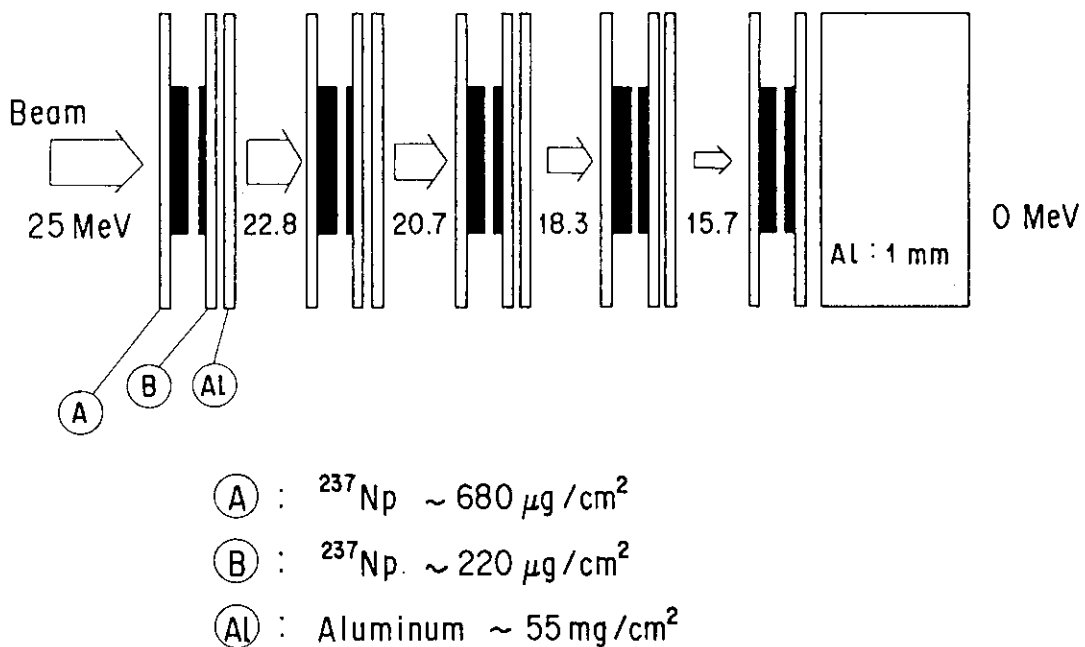 Beam
25 MeV
22.8
20.7
18.3
15.7
0 MeV
Al : 1 mm
A
B
Al
A : ²³⁷Np ~ 680 μg/cm²
B : ²³⁷Np. ~ 220 μg/cm²
Al : Aluminum ~ 55 mg/cm²